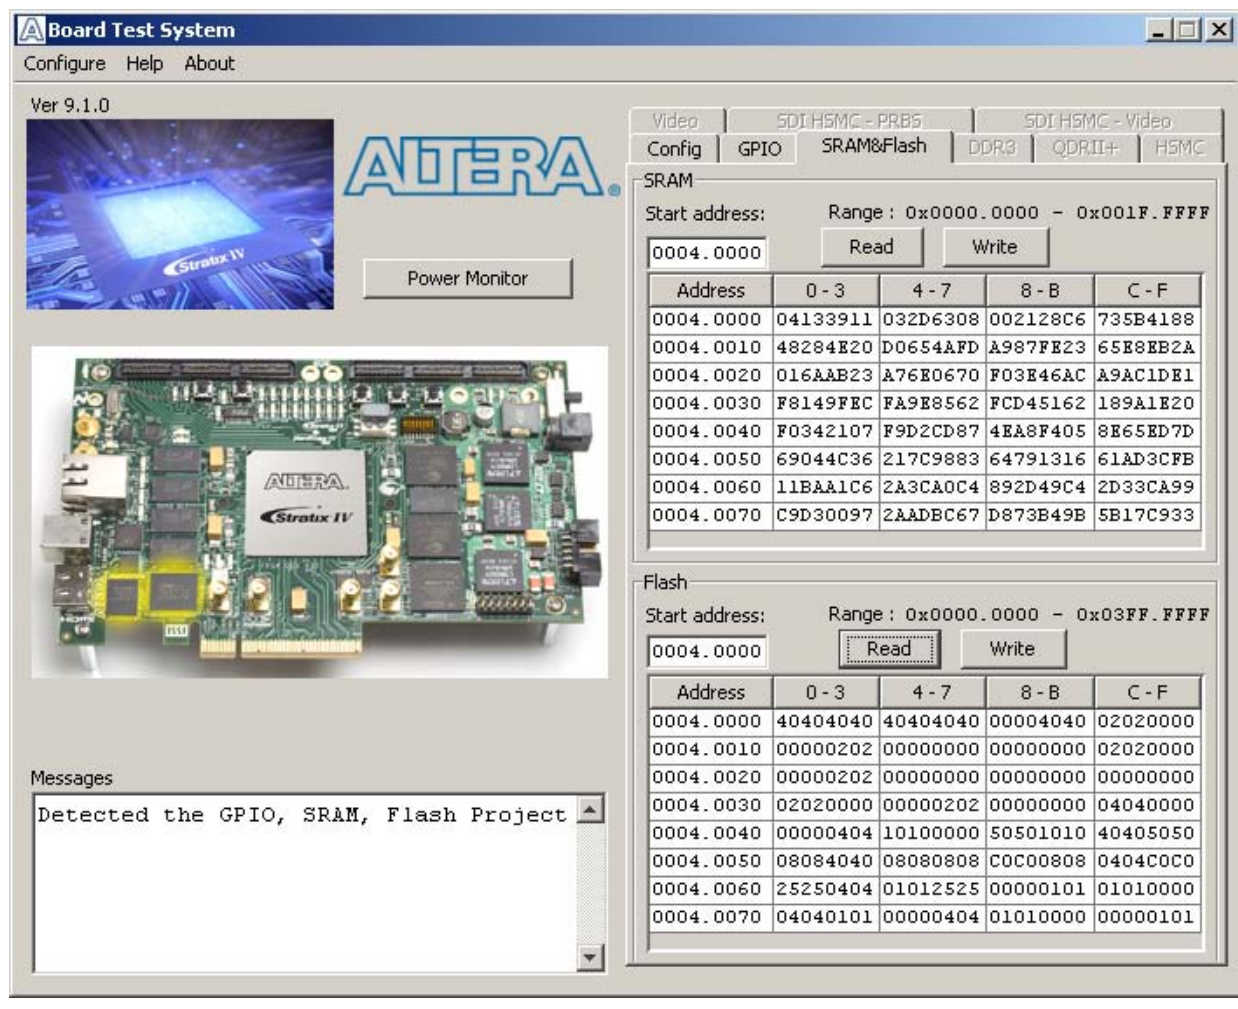 Board Test System
Configure Help About
Ver 9.1.0
Stratix IV
ALTERA.®
Power Monitor
ALTERA.
Stratix IV
Messages
Detected the GPIO, SRAM, Flash Project
Video SDI HSMC - PRBS SDI HSMC - Video
Config GPIO SRAM&Flash DDR3 QDRII+ HSMC
SRAM
Start address: Range : 0x0000.0000 - 0x001F.FFFF
0004.0000 Read Write
Address 0 - 3 4 - 7 8 - B C - F
0004.0000 04133911 032D6308 002128C6 735B4188
0004.0010 48284E20 D0654AFD A987FE23 65E8EB2A
0004.0020 016AAB23 A76E0670 F03E46AC A9AC1DE1
0004.0030 F8149FEC FA9E8562 FCD45162 189A1E20
0004.0040 F0342107 F9D2CD87 4EA8F405 8E65ED7D
0004.0050 69044C36 217C9883 64791316 61AD3CFB
0004.0060 11BAA1C6 2A3CA0C4 892D49C4 2D33CA99
0004.0070 C9D30097 2AADBC67 D873B49B 5B17C933
Flash
Start address: Range : 0x0000.0000 - 0x03FF.FFFF
0004.0000 Read Write
Address 0 - 3 4 - 7 8 - B C - F
0004.0000 40404040 40404040 00004040 02020000
0004.0010 00000202 00000000 00000000 02020000
0004.0020 00000202 00000000 00000000 00000000
0004.0030 02020000 00000202 00000000 04040000
0004.0040 00000404 10100000 50501010 40405050
0004.0050 08084040 08080808 C0C00808 0404C0C0
0004.0060 25250404 01012525 00000101 01010000
0004.0070 04040101 00000404 01010000 00000101